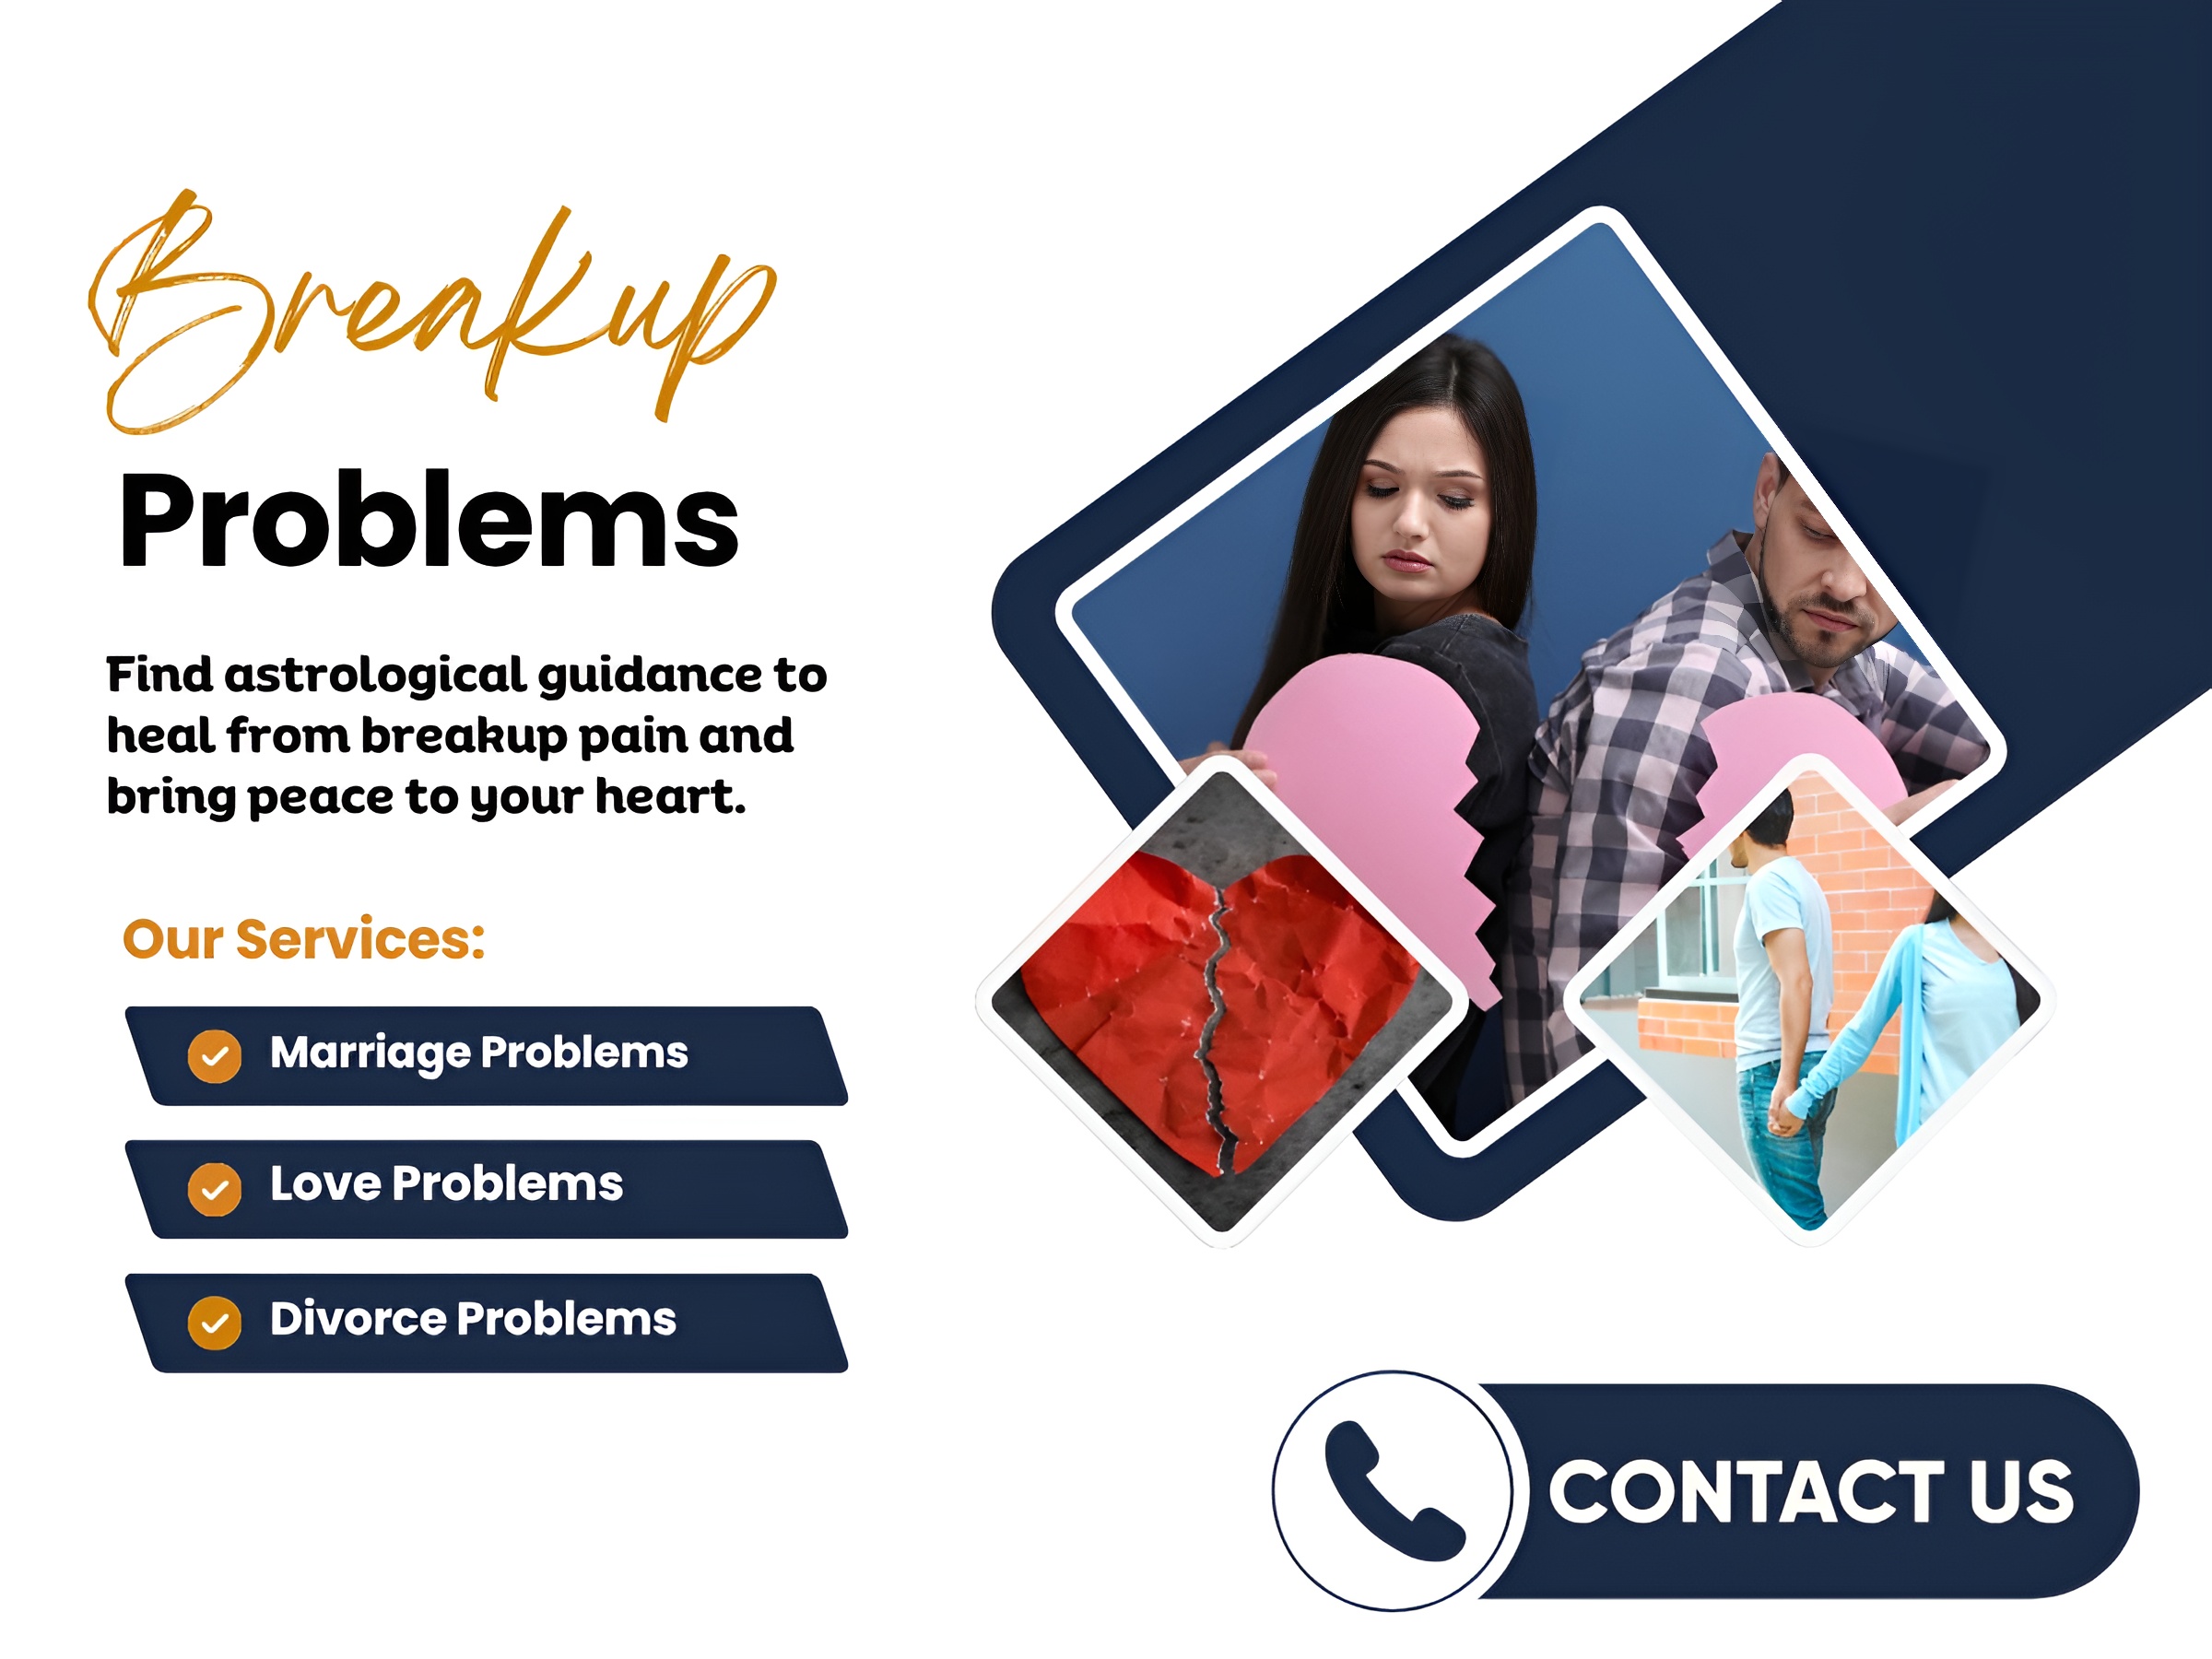 Breakup
Problems
Find astrological guidance to
heal from breakup pain and
bring peace to your heart.
Our Services:
Marriage Problems
Love Problems
Divorce Problems
CONTACT US